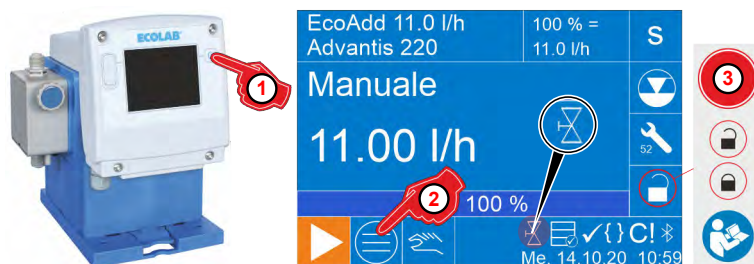 ECOLAB
1
EcoAdd 11.0 l/h
Advantis 220
100 % =
11.0 l/h
S
Manuale
11.00 l/h
52
100 %
2
3
C!
Me. 14.10.20 10:59